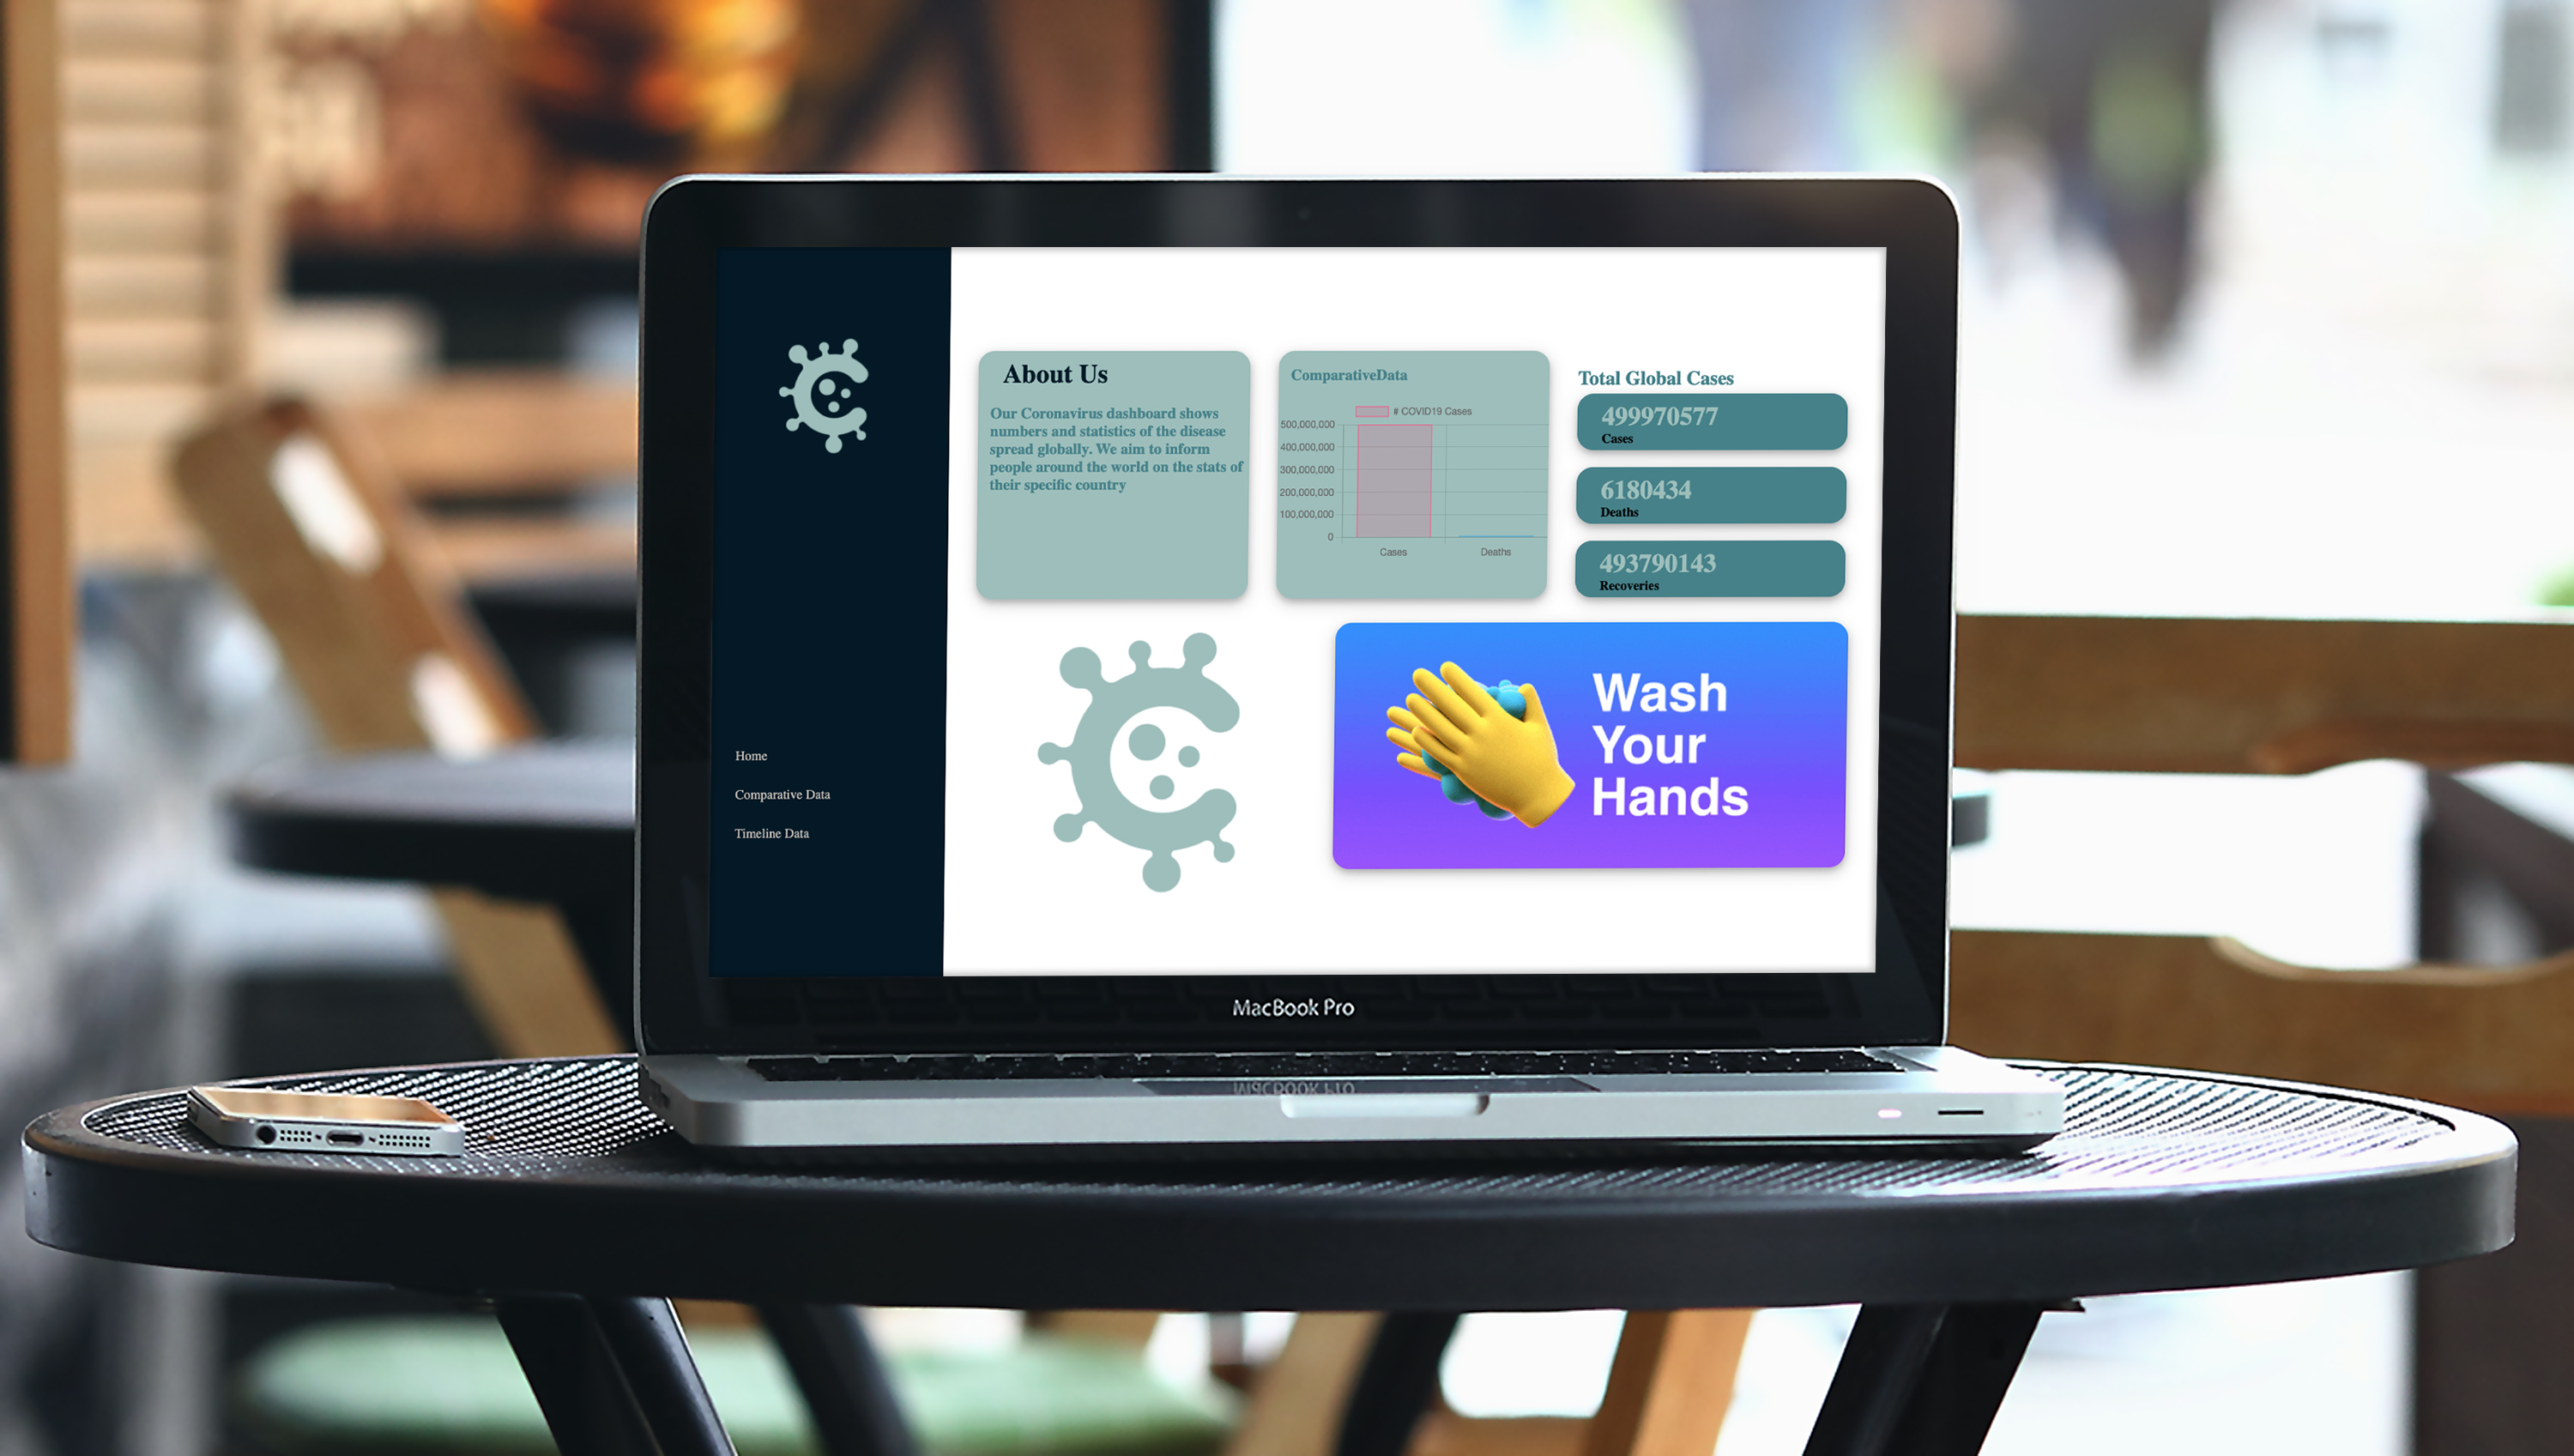 About Us
Our Coronavirus dashboard shows
numbers and statistics of the disease
spread globally. We aim to inform
people around the world on the stats of
their specific country
ComparativeData
# COVID19 Cases
500,000,000
400,000,000
300,000,000
200,000,000
100,000,000
0
Cases
Deaths
Total Global Cases
499970577
Cases
6180434
Deaths
493790143
Recoveries
Home
Comparative Data
Timeline Data
Wash
Your
Hands
MacBook Pro